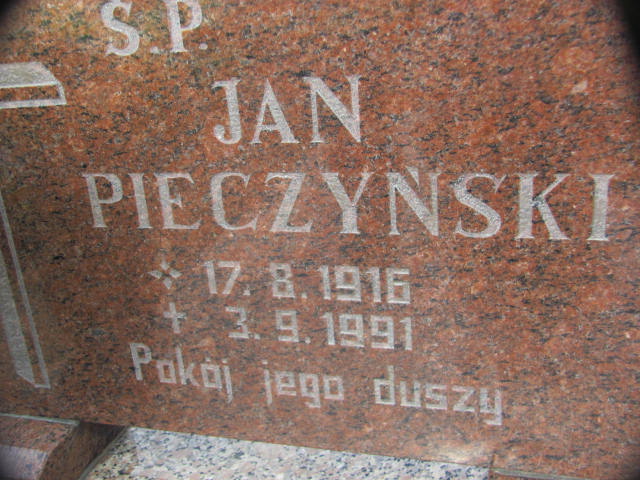 Ś.P.
JAN
PIECZYŃSKI
17. 8. 1916
3. 9. 1991
Pokój jego duszy